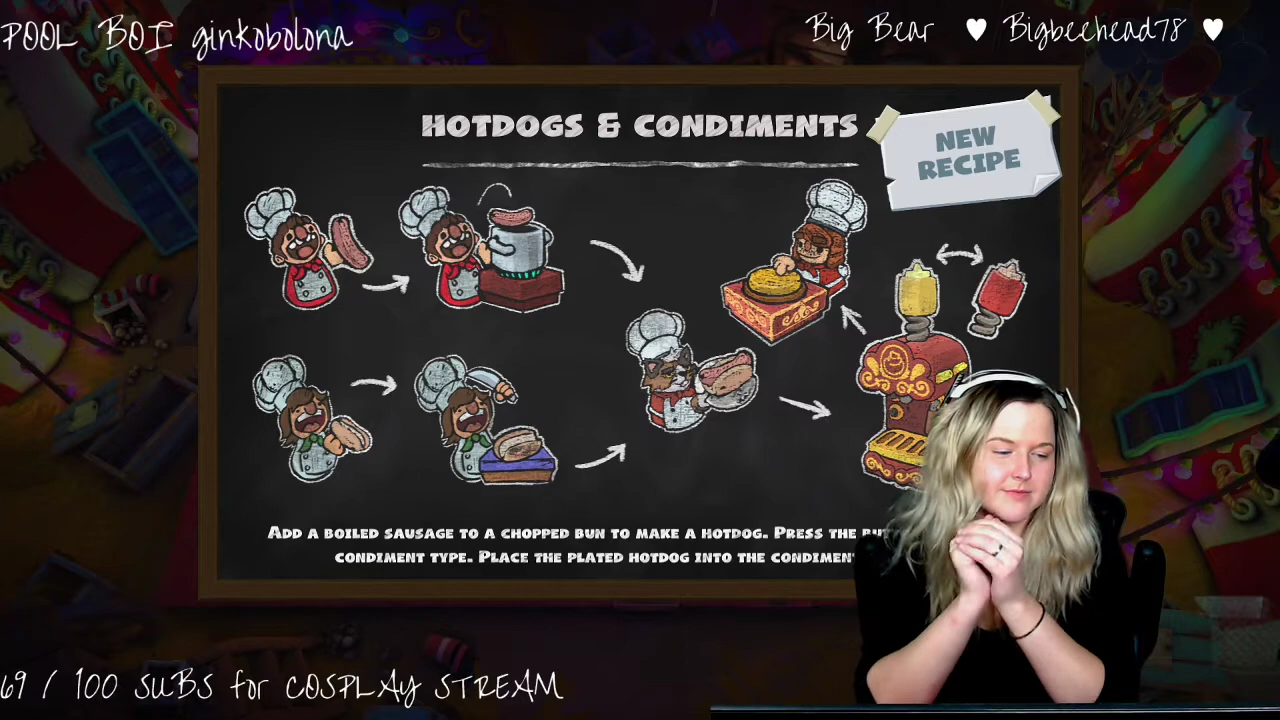 POOL BOI ginkobolona
Big Bear ♥ Bigbeehead78 ♥
HOTDOGS & CONDIMENTS
NEW
RECIPE
ADD A BOILED SAUSAGE TO A CHOPPED BUN TO MAKE A HOTDOG. PRESS THE
CONDIMENT TYPE. PLACE THE PLATED HOTDOG INTO THE CONDIMENT
69 / 100 SUBS for COSPLAY STREAM